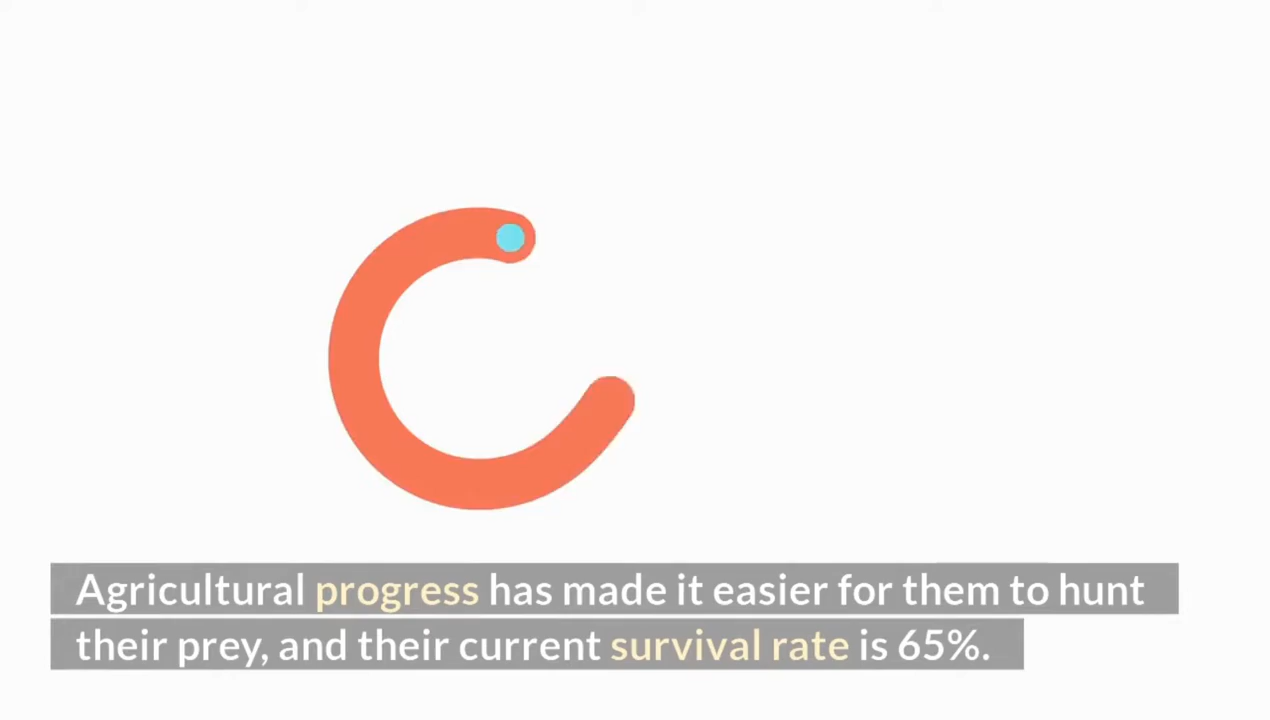 Agricultural progress has made it easier for them to hunt
their prey, and their current survival rate is 65%.